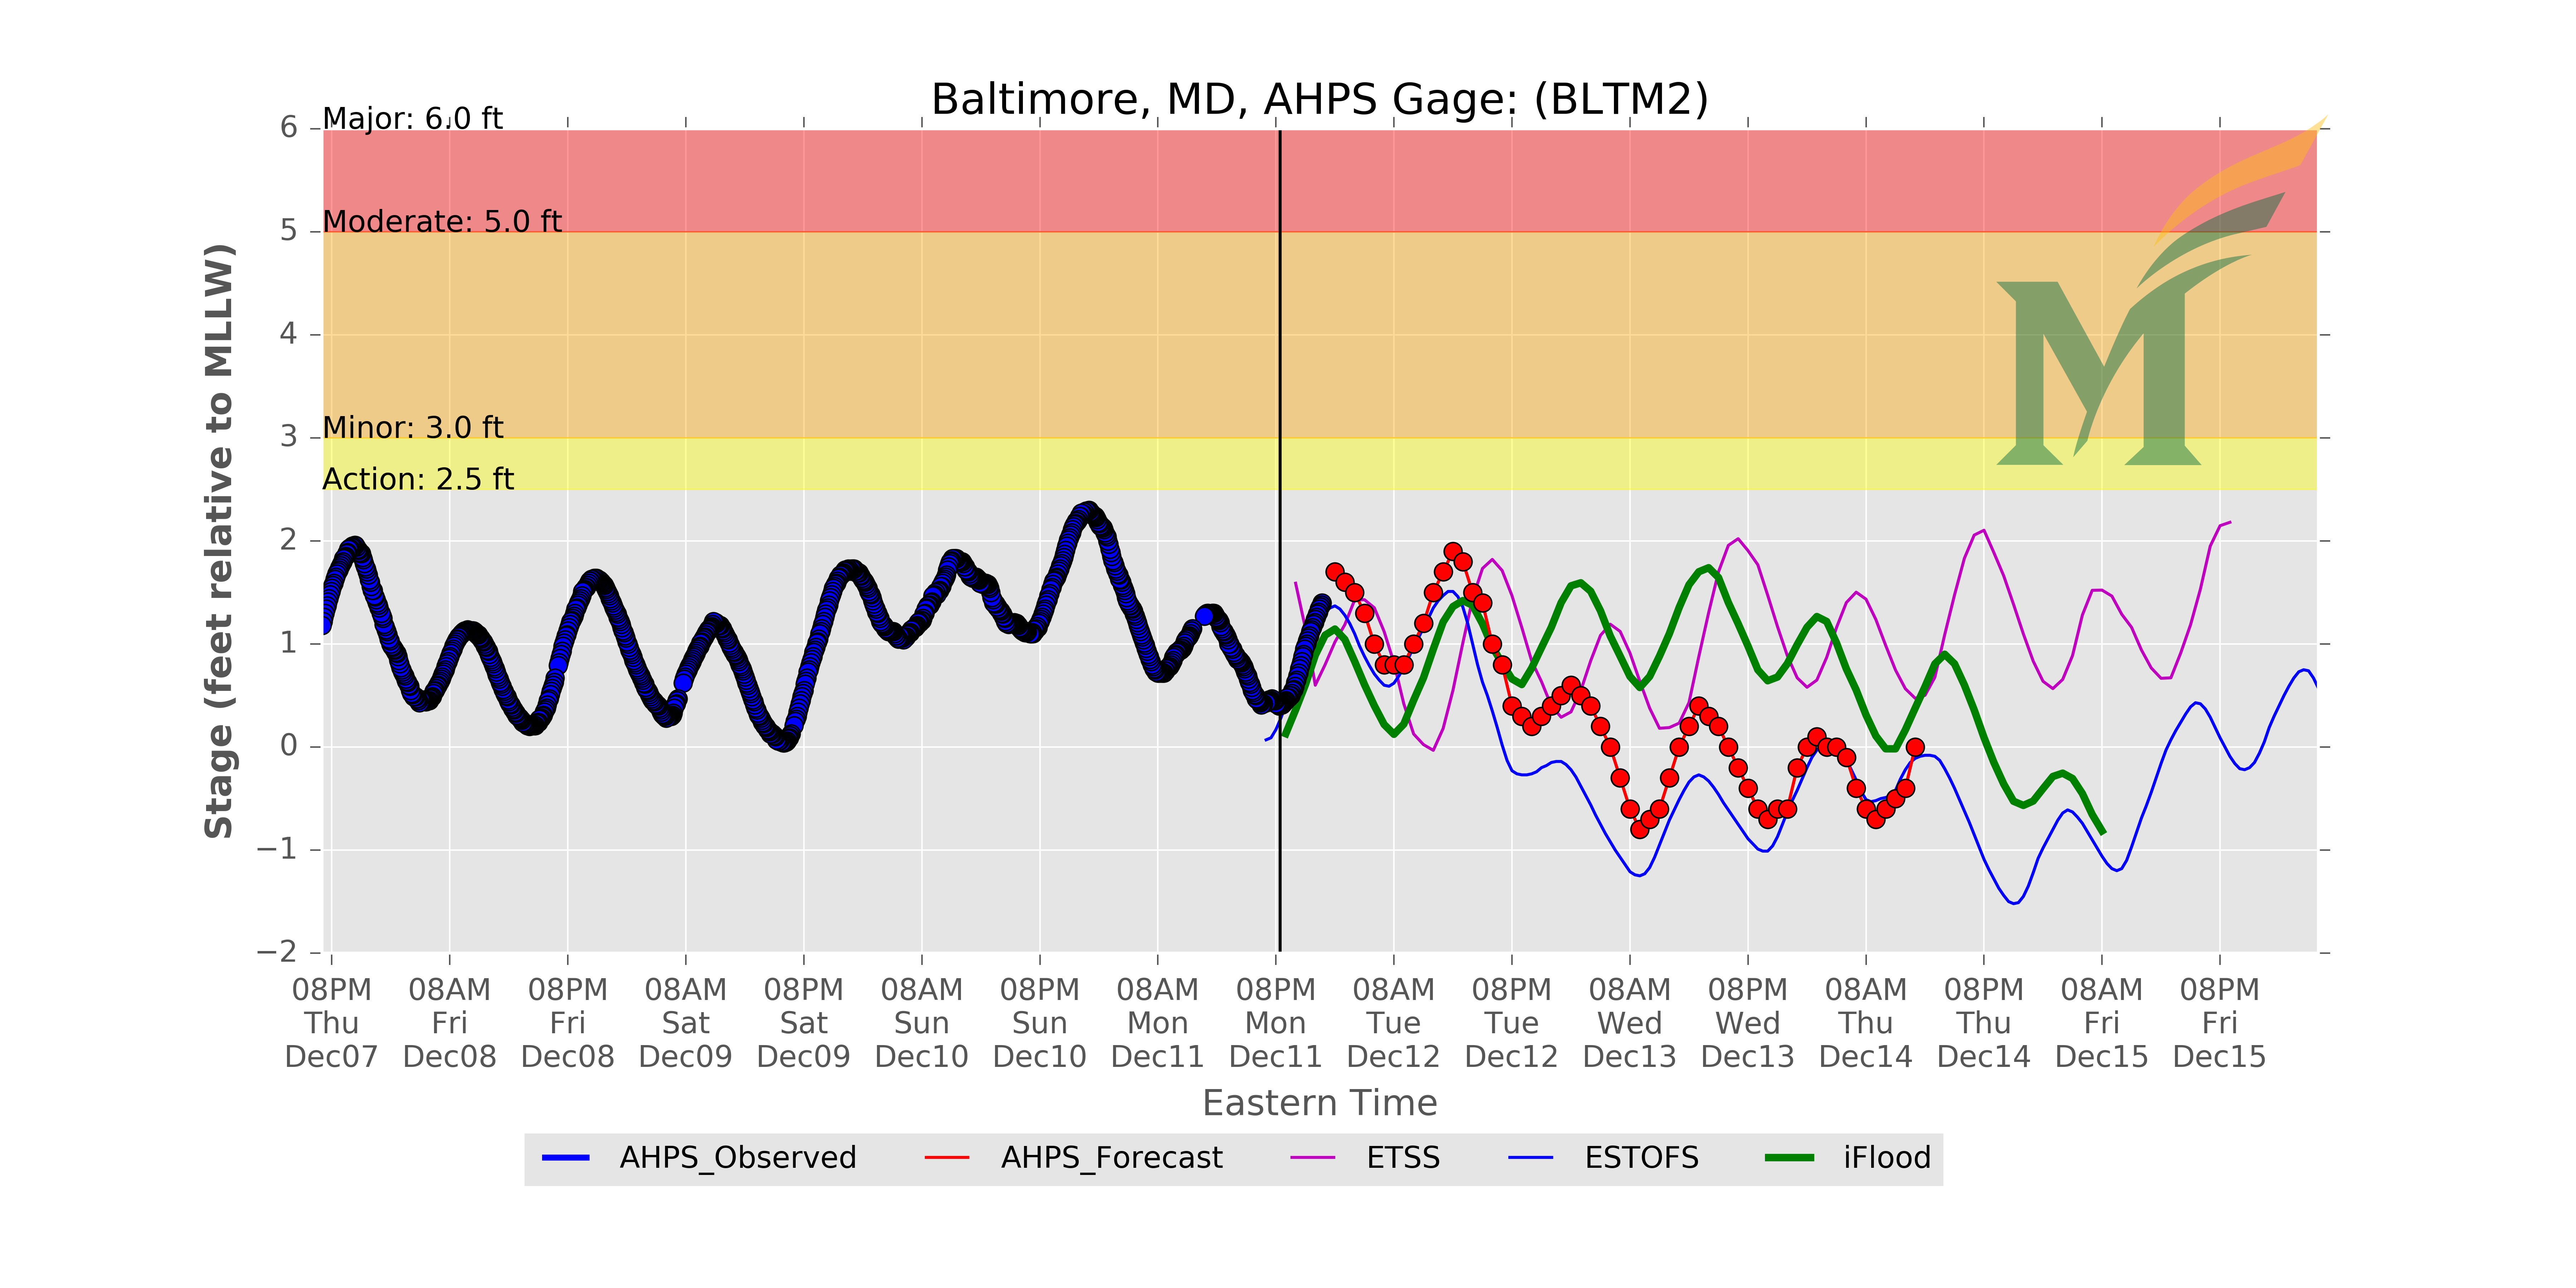 Baltimore, MD, AHPS Gage: (BLTM2)
Stage (feet relative to MLLW)
6
5
4
3
2
1
0
−1
−2
Major: 6.0 ft
Moderate: 5.0 ft
Minor: 3.0 ft
Action: 2.5 ft
M
08PM 08AM 08PM 08AM 08PM 08AM 08PM 08AM 08PM 08AM 08PM 08AM 08PM 08AM 08PM 08AM 08PM
Thu Fri Fri Sat Sat Sun Sun Mon Mon Tue Tue Wed Wed Thu Thu Fri Fri
Dec07 Dec08 Dec08 Dec09 Dec09 Dec10 Dec10 Dec11 Dec11 Dec12 Dec12 Dec13 Dec13 Dec14 Dec14 Dec15 Dec15
Eastern Time
AHPS_Observed AHPS_Forecast ETSS ESTOFS iFlood